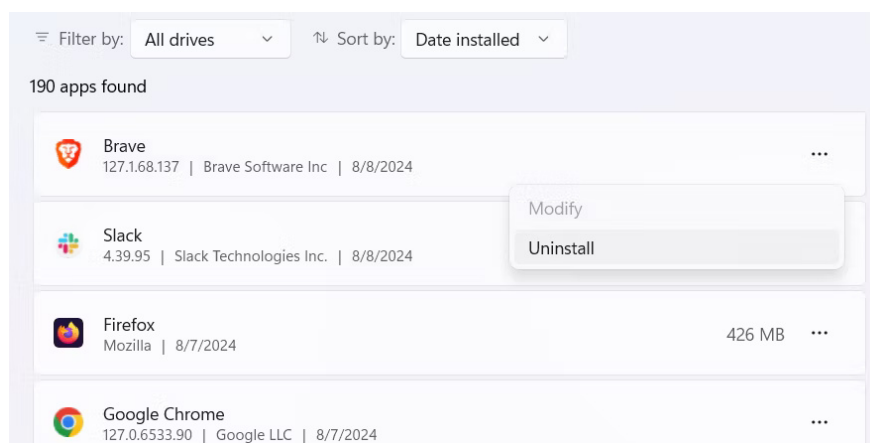 Filter by: All drives Sort by: Date installed
190 apps found
Brave
127.1.68.137 | Brave Software Inc | 8/8/2024
Modify
Uninstall
Slack
4.39.95 | Slack Technologies Inc. | 8/8/2024
Firefox
Mozilla | 8/7/2024
426 MB
Google Chrome
127.0.6533.90 | Google LLC | 8/7/2024